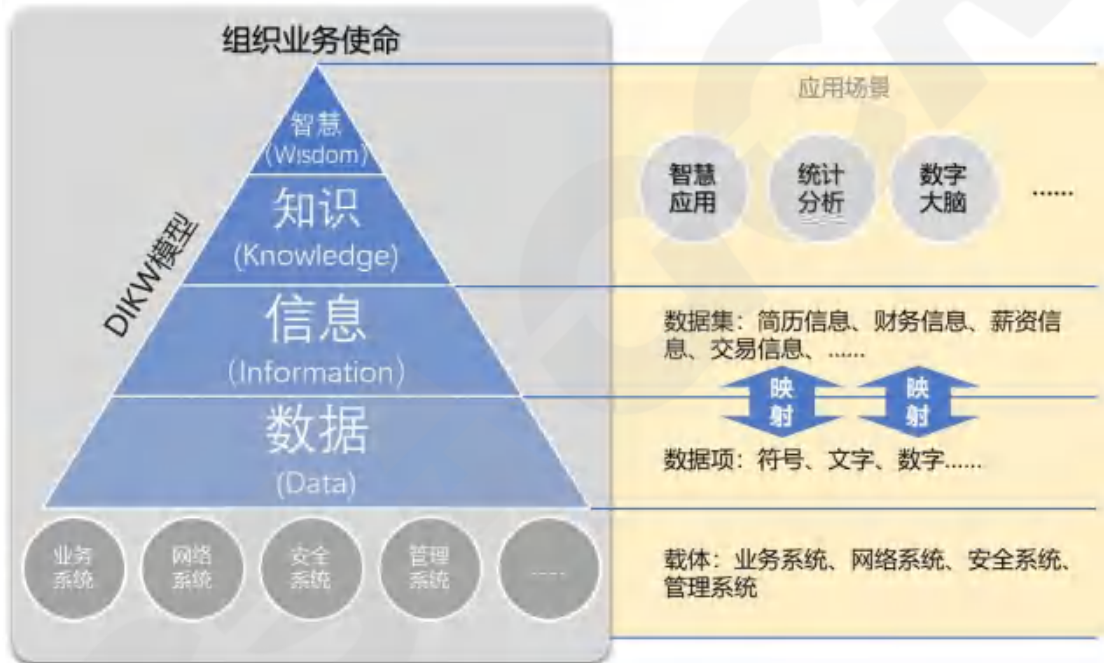 组织业务使命
智慧
(Wisdom)
知识
(Knowledge)
信息
(Information)
数据
(Data)
DIKW模型
业务
系统
网络
系统
安全
系统
管理
系统
……
应用场景
智慧
应用
统计
分析
数字
大脑
……
数据集：简历信息、财务信息、薪资信
息、交易信息、……
映
射
映
射
数据项：符号、文字、数字……
载体：业务系统、网络系统、安全系统、
管理系统